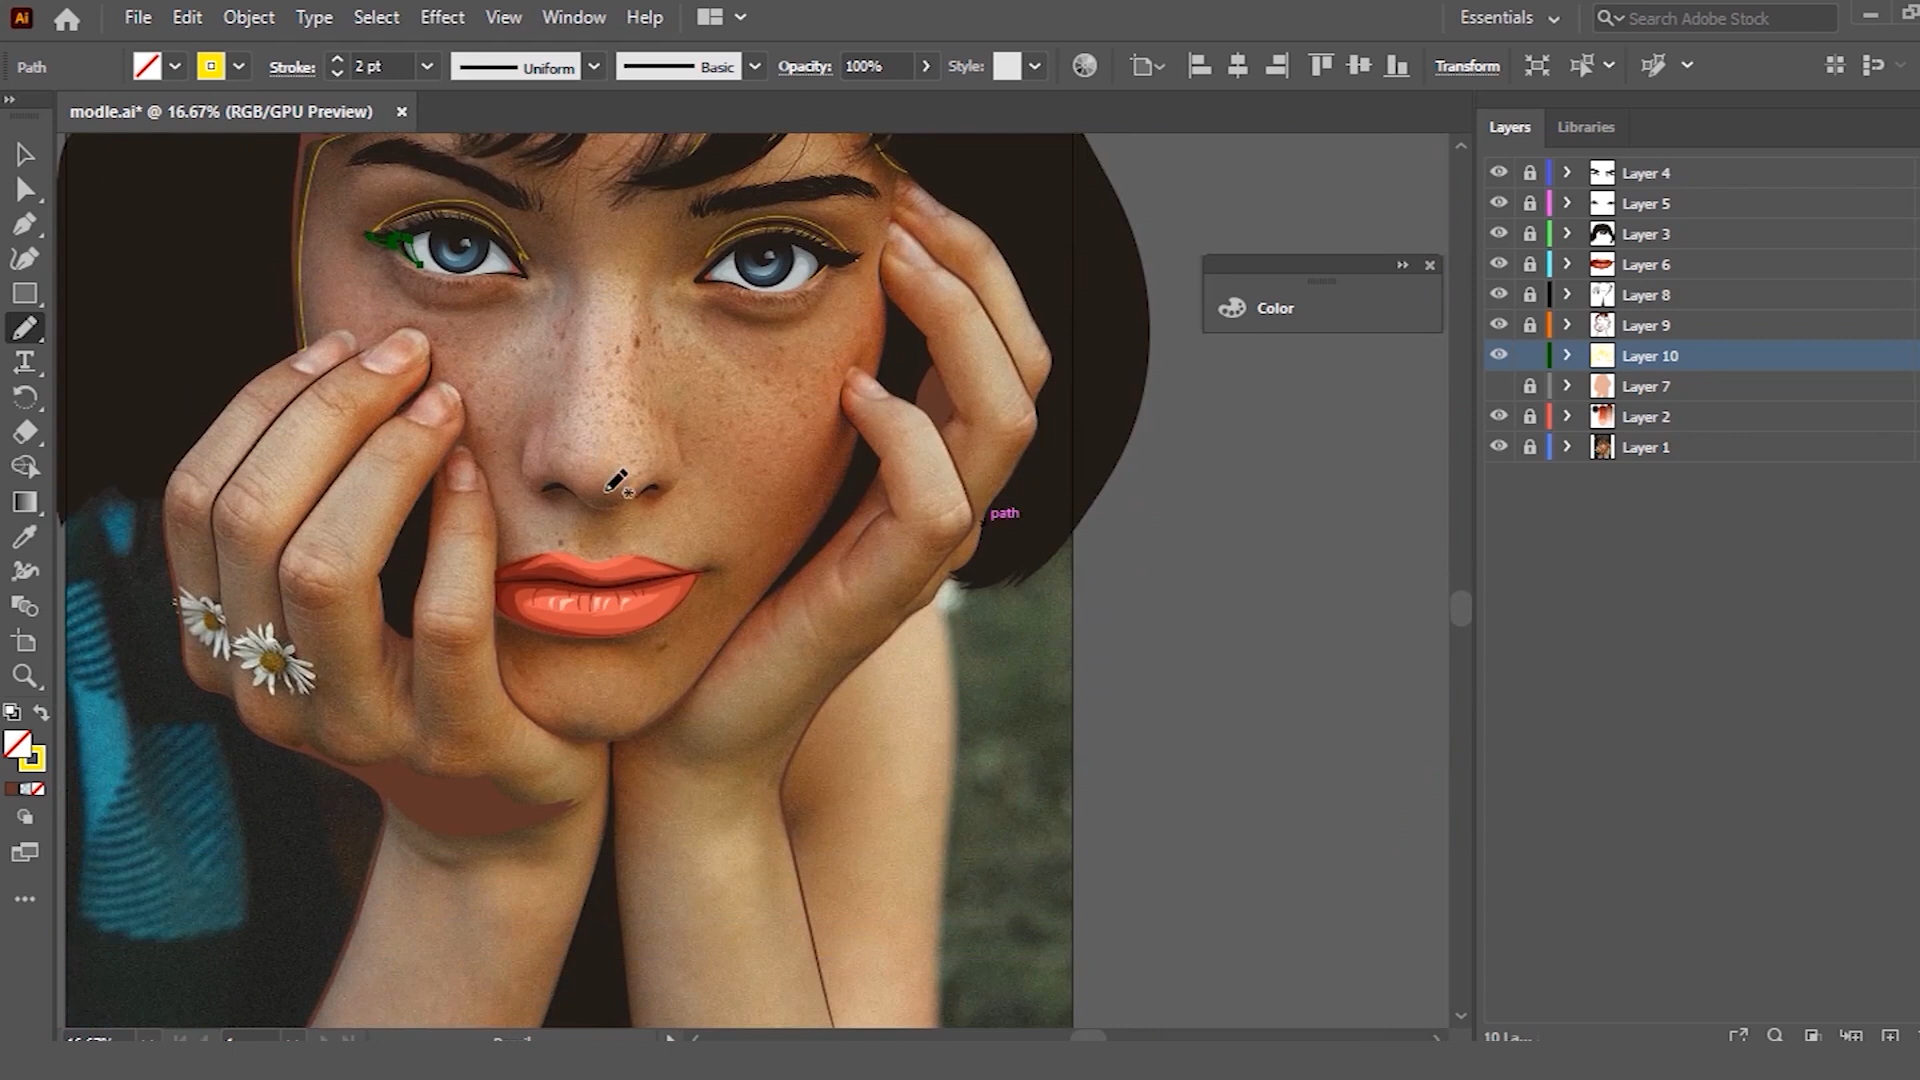 Ai File Edit Object Type Select Effect View Window Help Essentials Search Adobe Stock
Path Stroke: 2 pt Uniform Basic Opacity: 100% Style: Transform
modle.ai* @ 16.67% (RGB/GPU Preview)
Layers Libraries
Layer 4
Layer 5
Layer 3
Layer 6
Layer 8
Layer 9
Layer 10
Layer 7
Layer 2
Layer 1
Color
path